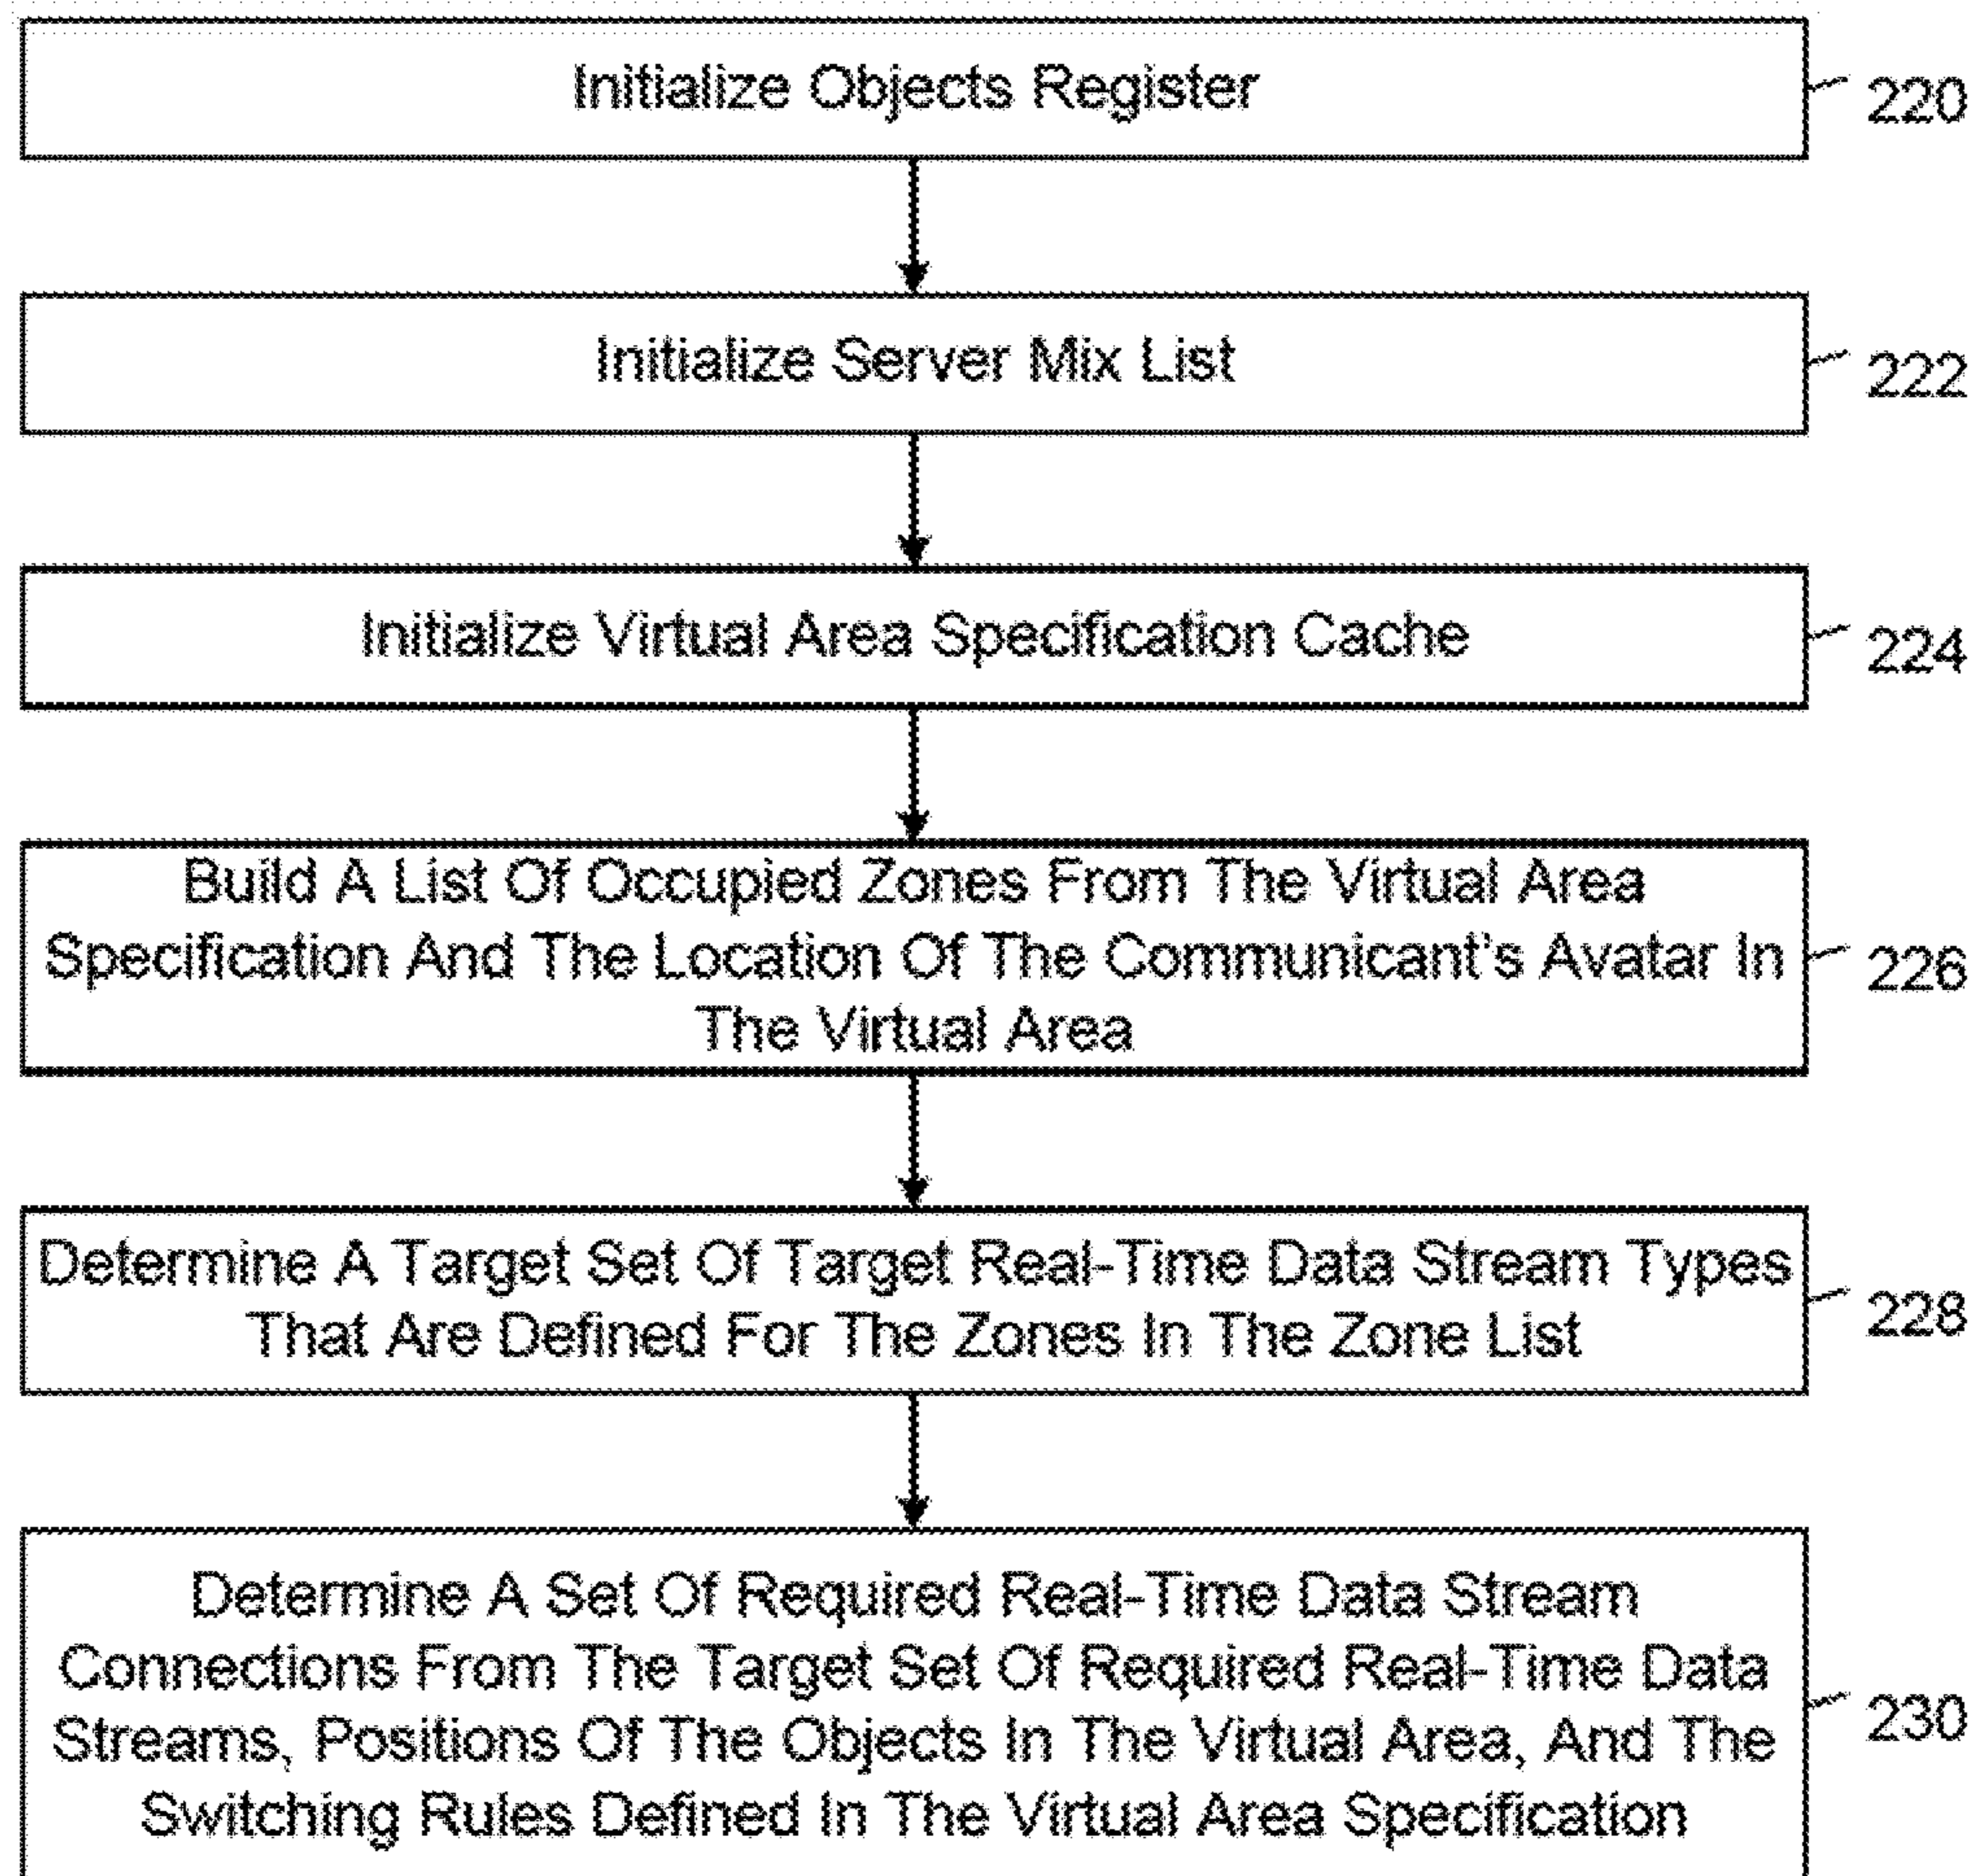 Initialize Objects Register
220
Initialize Server Mix List
222
Initialize Virtual Area Specification Cache
224
Build A List Of Occupied Zones From The Virtual Area
Specification And The Location Of The Communicant's Avatar In
The Virtual Area
226
Determine A Target Set Of Target Real-Time Data Stream Types
That Are Defined For The Zones In The Zone List
228
Determine A Set Of Required Real-Time Data Stream
Connections From The Target Set Of Required Real-Time Data
Streams, Positions Of The Objects In The Virtual Area, And The
Switching Rules Defined In The Virtual Area Specification
230